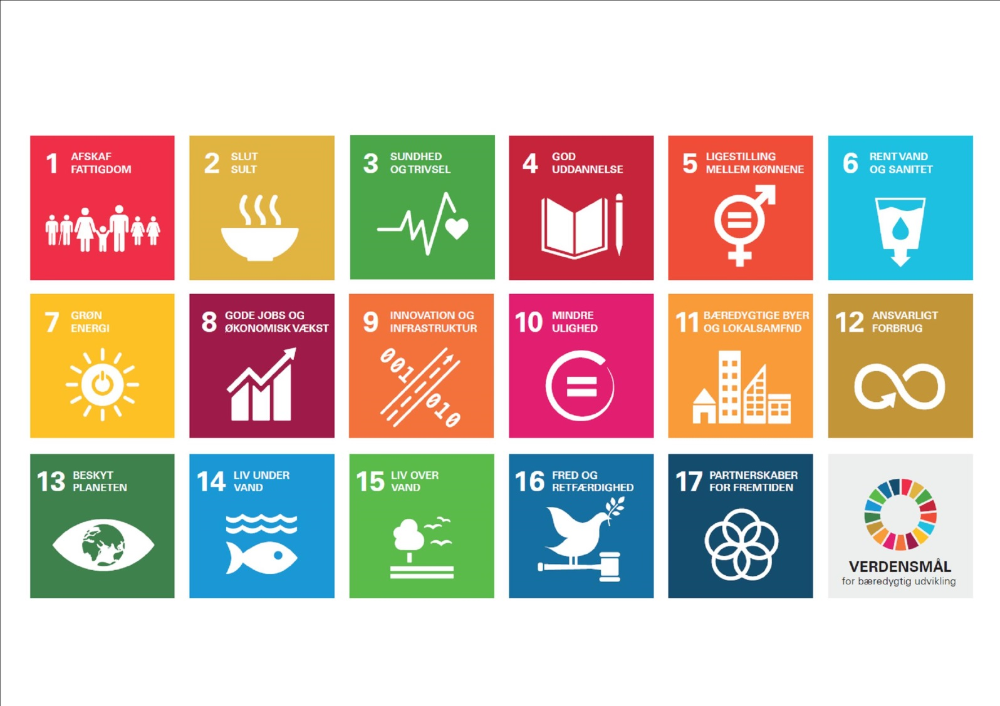 1 AFSKAF
FATTIGDOM
2 SLUT
SULT
3 SUNDHED
OG TRIVSEL
4 GOD
UDDANNELSE
5 LIGESTILLING
MELLEM KØNNENE
6 RENT VAND
OG SANITET
7 GRØN
ENERGI
8 GODE JOBS OG
ØKONOMISK VÆKST
9 INNOVATION OG
INFRASTRUKTUR
001
010
10 MINDRE
ULIGHED
11 BÆREDYGTIGE BYER
OG LOKALSAMFND
12 ANSVARLIGT
FORBRUG
13 BESKYT
PLANETEN
14 LIV UNDER
VAND
15 LIV OVER
VAND
16 FRED OG
RETFÆRDIGHED
17 PARTNERSKABER
FOR FREMTIDEN
VERDENSMÅL
for bæredygtig udvikling